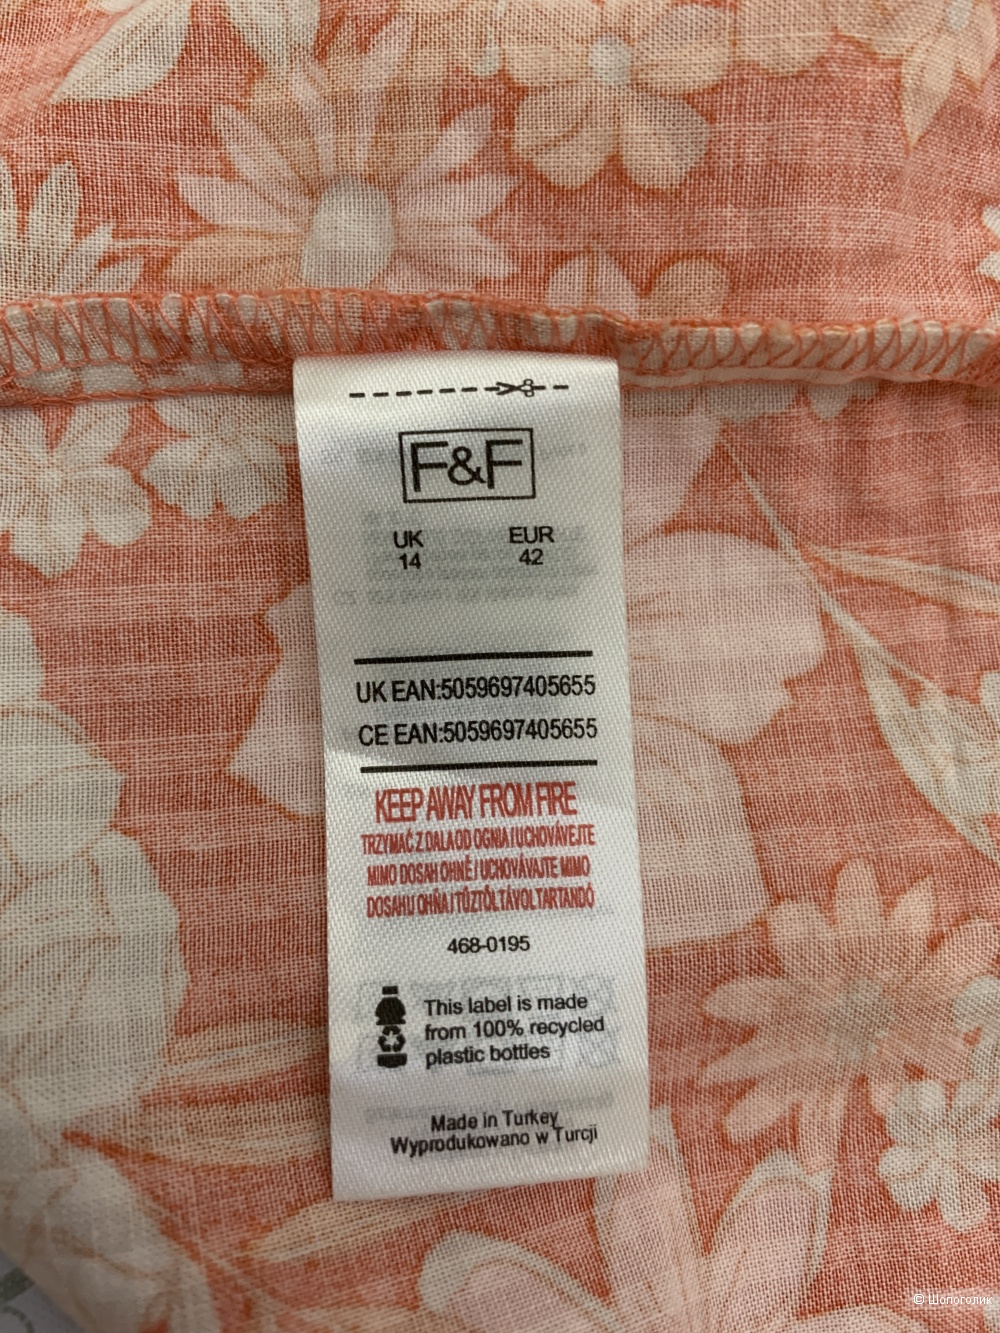 F&F
UK EUR
14 42
UK EAN:5059697405655
CE EAN:5059697405655
KEEP AWAY FROM FIRE
TRZYMAĆ Z DALA OD OGNIA / UCHOVÁVEJTE
MIMO DOSAH OHNĚ / UCHOVÁVAJTE MIMO
DOSAHU OHŇA / TŰZTŐL TÁVOL TARTANDÓ
468-0195
This label is made
from 100% recycled
plastic bottles
Made in Turkey
Wyprodukowano w Turcji
© Шопоголик